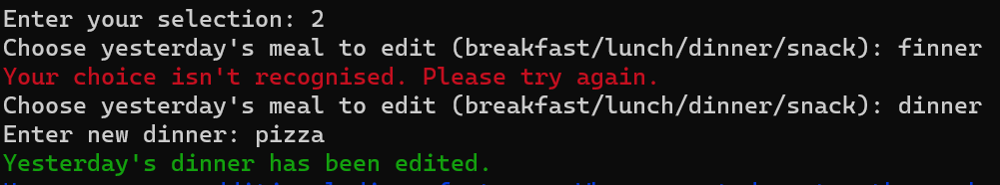 Enter your selection: 2
Choose yesterday's meal to edit (breakfast/lunch/dinner/snack): finner
Your choice isn't recognised. Please try again.
Choose yesterday's meal to edit (breakfast/lunch/dinner/snack): dinner
Enter new dinner: pizza
Yesterday's dinner has been edited.